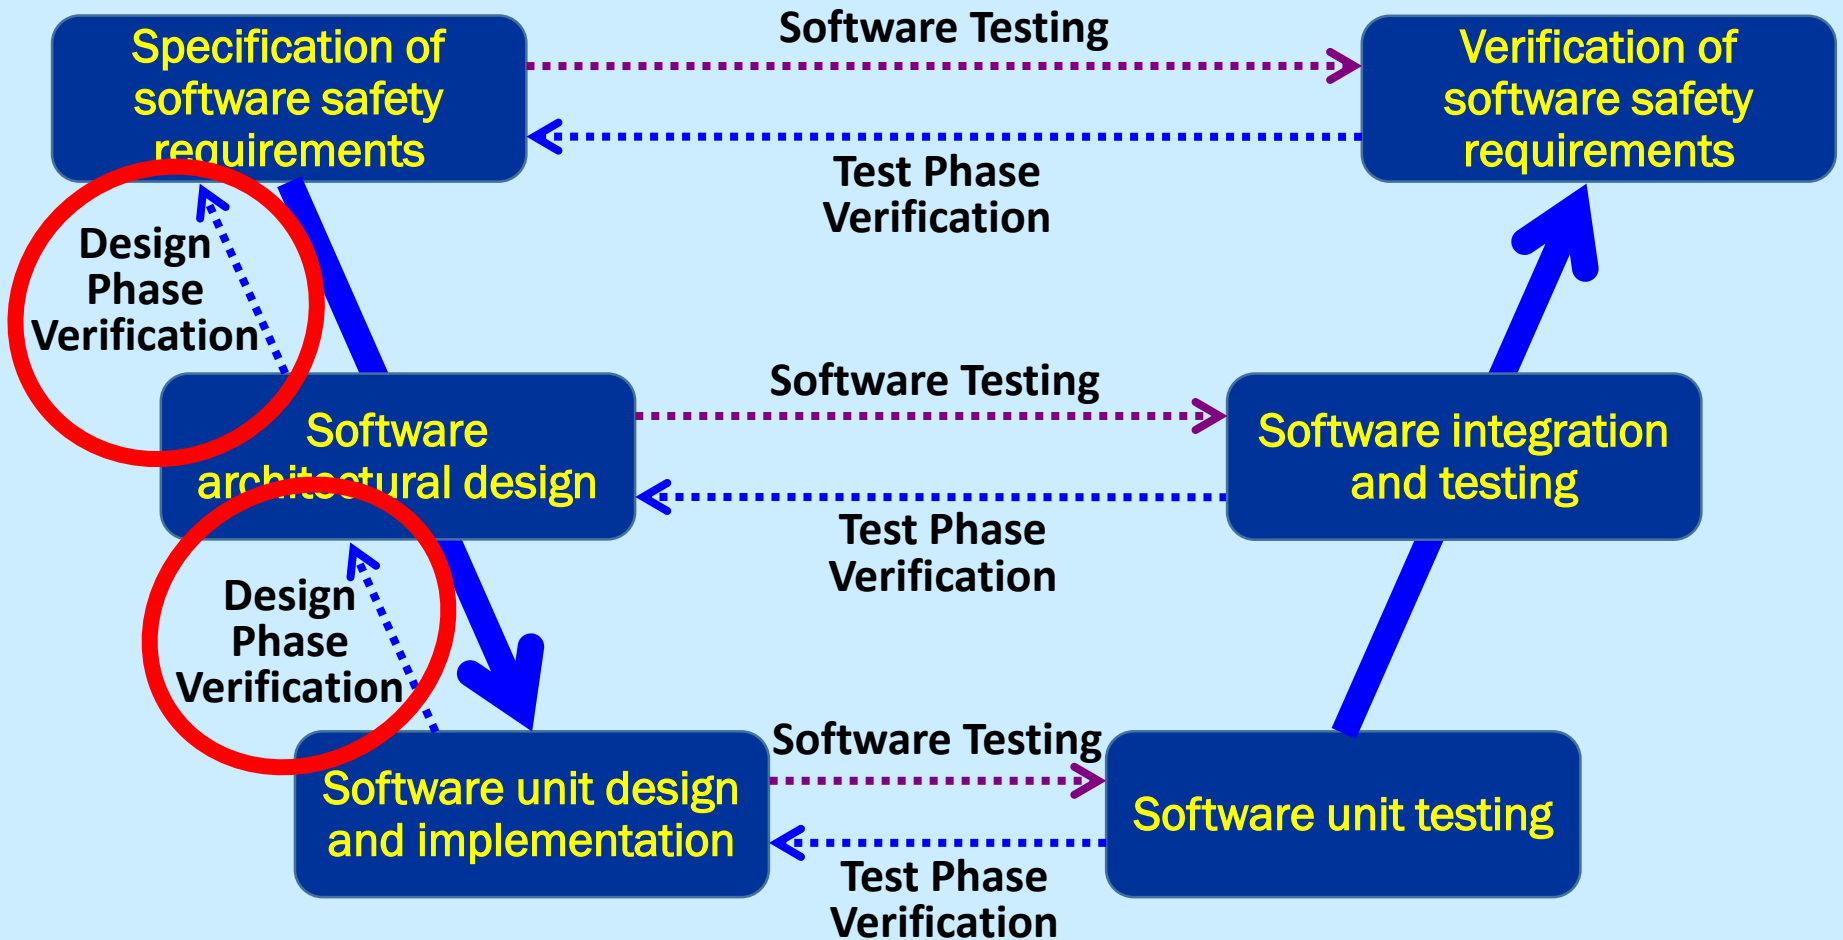 Specification of
software safety
requirements
Software Testing
Verification of
software safety
requirements
Test Phase
Verification
Design
Phase
Verification
Software
architectural design
Software Testing
Software integration
and testing
Test Phase
Verification
Design
Phase
Verification
Software unit design
and implementation
Software Testing
Software unit testing
Test Phase
Verification